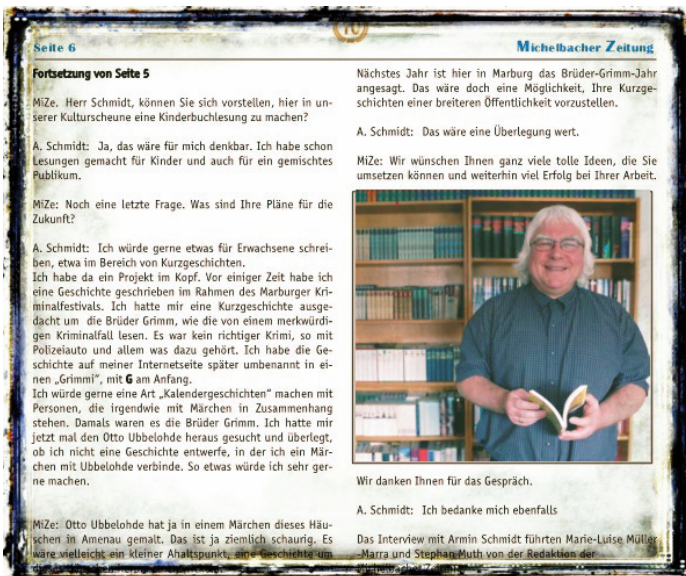 Seite 6
Michelbacher Zeitung
Fortsetzung von Seite 5
MiZe. Herr Schmidt, können Sie sich vorstellen, hier in un-
serer Kulturscheune eine Kinderbuchlesung zu machen?
A. Schmidt: Ja, das wäre für mich denkbar. Ich habe schon
Lesungen gemacht für Kinder und auch für ein gemischtes
Publikum.
MiZe: Noch eine letzte Frage. Was sind Ihre Pläne für die
Zukunft?
A. Schmidt: Ich würde gerne etwas für Erwachsene schrei-
ben, etwa im Bereich von Kurzgeschichten.
Ich habe da ein Projekt im Kopf. Vor einiger Zeit habe ich
eine Geschichte geschrieben im Rahmen des Marburger Kri-
minalfestivals. Ich hatte mir eine Kurzgeschichte ausge-
dacht um die Brüder Grimm, wie die von einem merkwürdi-
gen Kriminalfall lesen. Es war kein richtiger Krimi, so mit
Polizeiauto und allem was dazu gehört. Ich habe die Ge-
schichte auf meiner Internetseite später umbenannt in ei-
nen „Grimmi“, mit G am Anfang.
Ich würde gerne eine Art „Kalendergeschichten“ machen mit
Personen, die irgendwie mit Märchen in Zusammenhang
stehen. Damals waren es die Brüder Grimm. Ich hatte mir
jetzt mal den Otto Ubbelohde heraus gesucht und überlegt,
ob ich nicht eine Geschichte entwerfe, in der ich ein Mär-
chen mit Ubbelohde verbinde. So etwas würde ich sehr ger-
ne machen.
MiZe: Otto Ubbelohde hat ja in einem Märchen dieses Häu-
schen in Amenau gemalt. Das ist ja ziemlich schaurig. Es
wäre vielleicht ein kleiner Ahaltspunkt, eine Geschichte um
Nächstes Jahr ist hier in Marburg das Brüder-Grimm-Jahr
angesagt. Das wäre doch eine Möglichkeit, Ihre Kurzge-
schichten einer breiteren Öffentlichkeit vorzustellen.
A. Schmidt: Das wäre eine Überlegung wert.
MiZe: Wir wünschen Ihnen ganz viele tolle Ideen, die Sie
umsetzen können und weiterhin viel Erfolg bei Ihrer Arbeit.
Wir danken Ihnen für das Gespräch.
A. Schmidt: Ich bedanke mich ebenfalls
Das Interview mit Armin Schmidt führten Marie-Luise Müller
-Marra und Stephan Muth von der Redaktion der